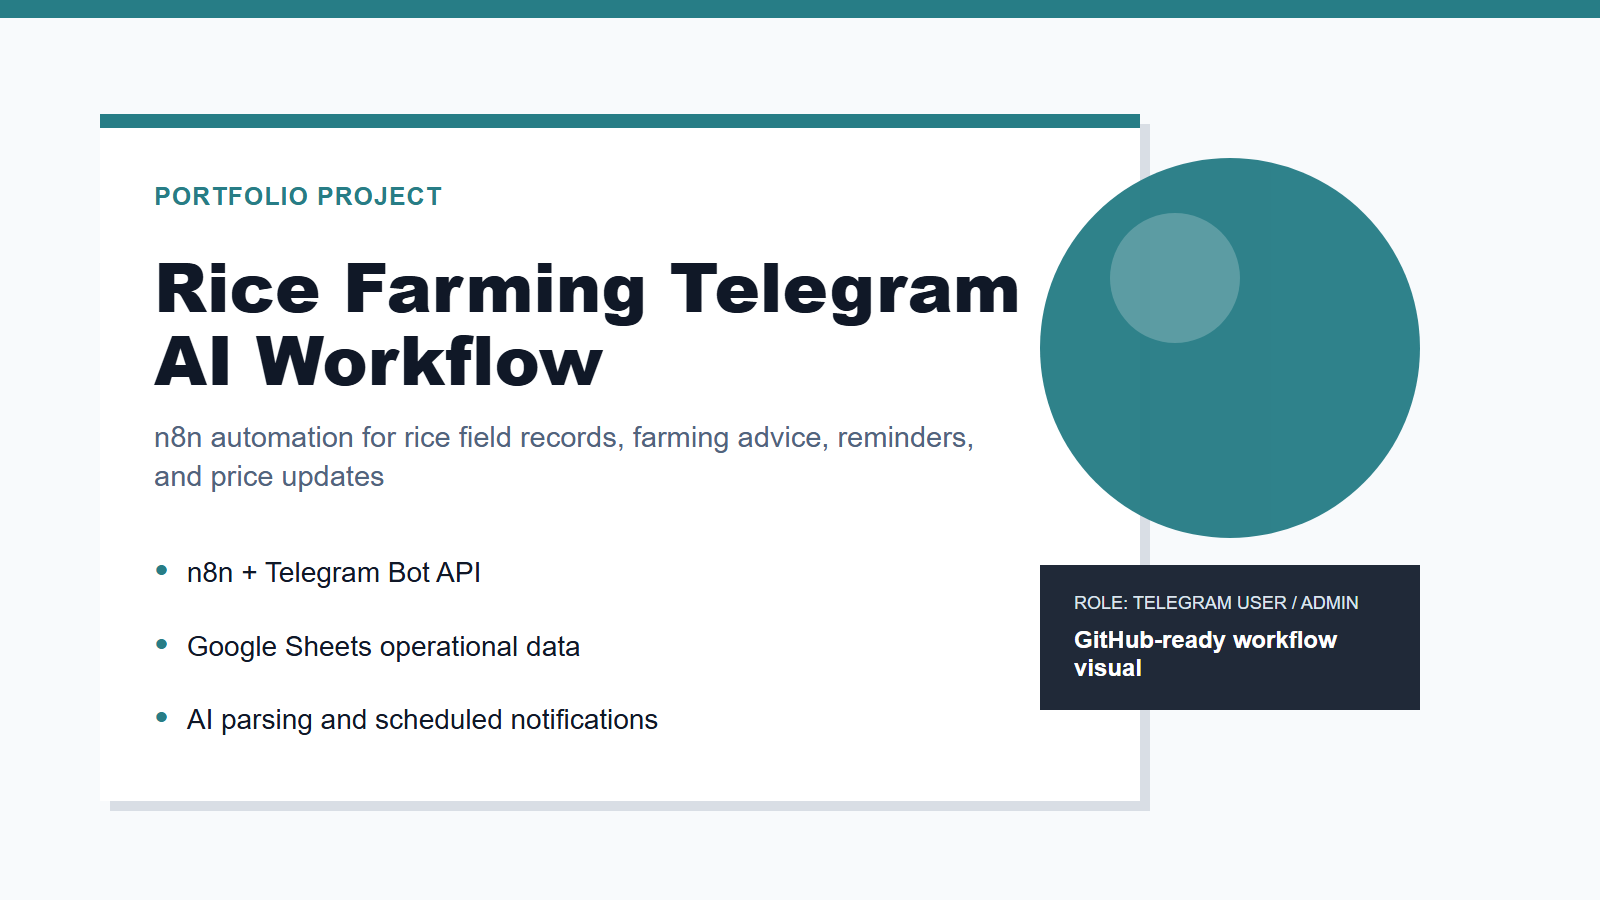 PORTFOLIO PROJECT
Rice Farming Telegram
AI Workflow
n8n automation for rice field records, farming advice, reminders,
and price updates
• n8n + Telegram Bot API
• Google Sheets operational data
• AI parsing and scheduled notifications
ROLE: TELEGRAM USER / ADMIN
GitHub-ready workflow
visual